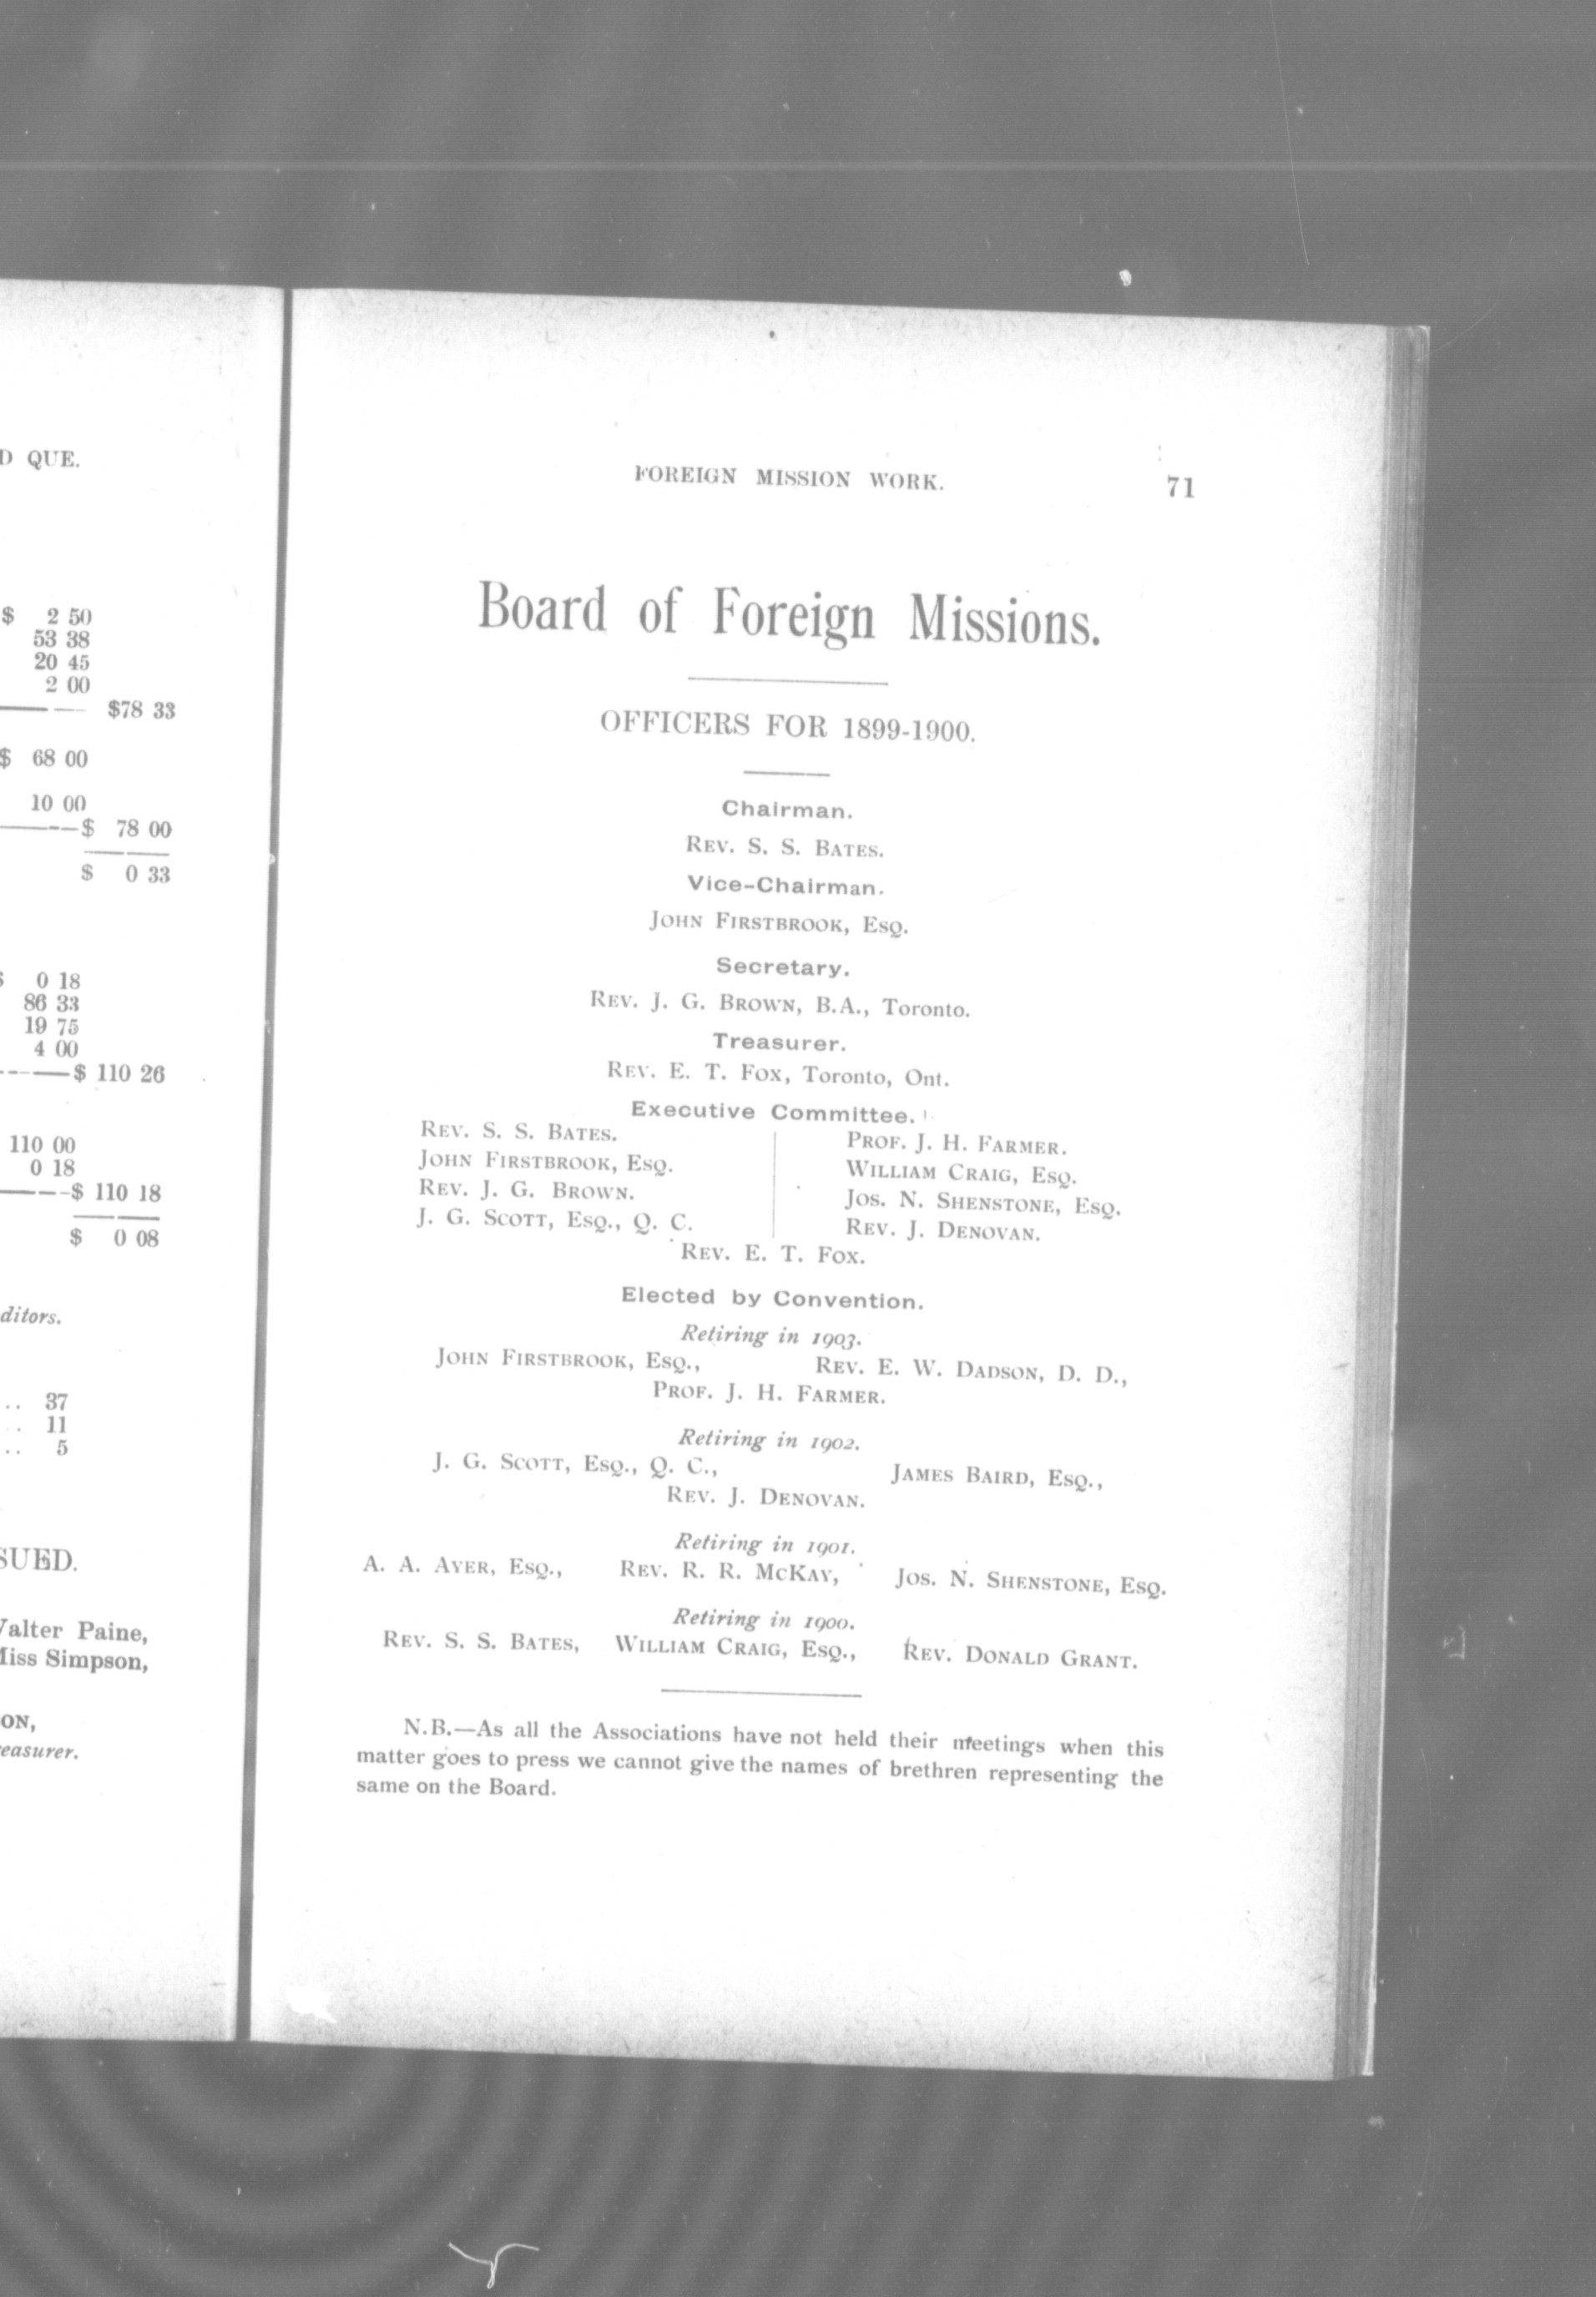 D QUE.
$ 2 50
53 38
20 45
2 00
$78 33
$ 68 00
10 00
$ 78 00
$ 0 33
0 18
86 33
19 75
4 00
$ 110 26
110 00
0 18
$ 110 18
$ 0 08
ditors.
.. 37
. 11
.. 5
SUED.
alter Paine,
iss Simpson,
ON,
easurer.
FOREIGN MISSION WORK. 71
Board of Foreign Missions.
OFFICERS FOR 1899-1900.
Chairman.
REV. S. S. BATES.
Vice-Chairman.
JOHN FIRSTBROOK, ESQ.
Secretary.
REV. J. G. BROWN, B.A., Toronto.
Treasurer.
REV. E. T. FOX, Toronto, Ont.
Executive Committee.
REV. S. S. BATES. PROF. J. H. FARMER.
JOHN FIRSTBROOK, ESQ. WILLIAM CRAIG, ESQ.
REV. J. G. BROWN. JOS. N. SHENSTONE, ESQ.
J. G. SCOTT, ESQ., Q. C. REV. J. DENOVAN.
REV. E. T. FOX.
Elected by Convention.
Retiring in 1903.
JOHN FIRSTBROOK, ESQ., REV. E. W. DADSON, D. D.,
PROF. J. H. FARMER.
Retiring in 1902.
J. G. SCOTT, ESQ., Q. C., JAMES BAIRD, ESQ.,
REV. J. DENOVAN.
Retiring in 1901.
A. A. AYER, ESQ., REV. R. R. MCKAY, JOS. N. SHENSTONE, ESQ.
Retiring in 1900.
REV. S. S. BATES, WILLIAM CRAIG, ESQ., REV. DONALD GRANT.
N.B.—As all the Associations have not held their meetings when this
matter goes to press we cannot give the names of brethren representing the
same on the Board.